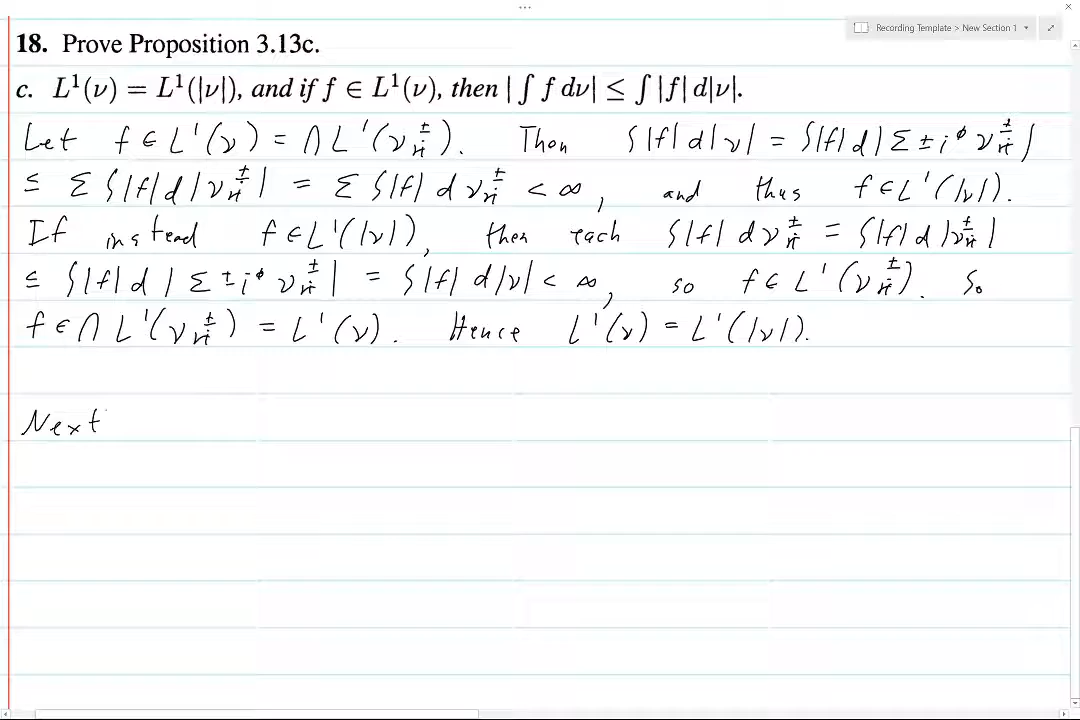 Recording Template > New Section 1
18. Prove Proposition 3.13c.
c. L¹(ν) = L¹(|ν|), and if f ∈ L¹(ν), then |∫ f dν| ≤ ∫ |f| d|ν|.
Let f ∈ L¹(ν) = ∩ L¹(ν_{r/i}^±). Then ∫|f| d|ν| = ∫|f| d|Σ ± i^φ ν_{r/i}^±|
≤ Σ ∫|f| d|ν_{r/i}^±| = Σ ∫|f| d ν_{r/i}^± < ∞, and thus f ∈ L¹(|ν|).
If instead f ∈ L¹(|ν|), then each ∫|f| d ν_{r/i}^± = ∫|f| d|ν_{r/i}^±|
≤ ∫|f| d|Σ ± i^φ ν_{r/i}^±| = ∫|f| d|ν| < ∞, so f ∈ L¹(ν_{r/i}^±). So
f ∈ ∩ L¹(ν_{r/i}^±) = L¹(ν). Hence L¹(ν) = L¹(|ν|).
Next